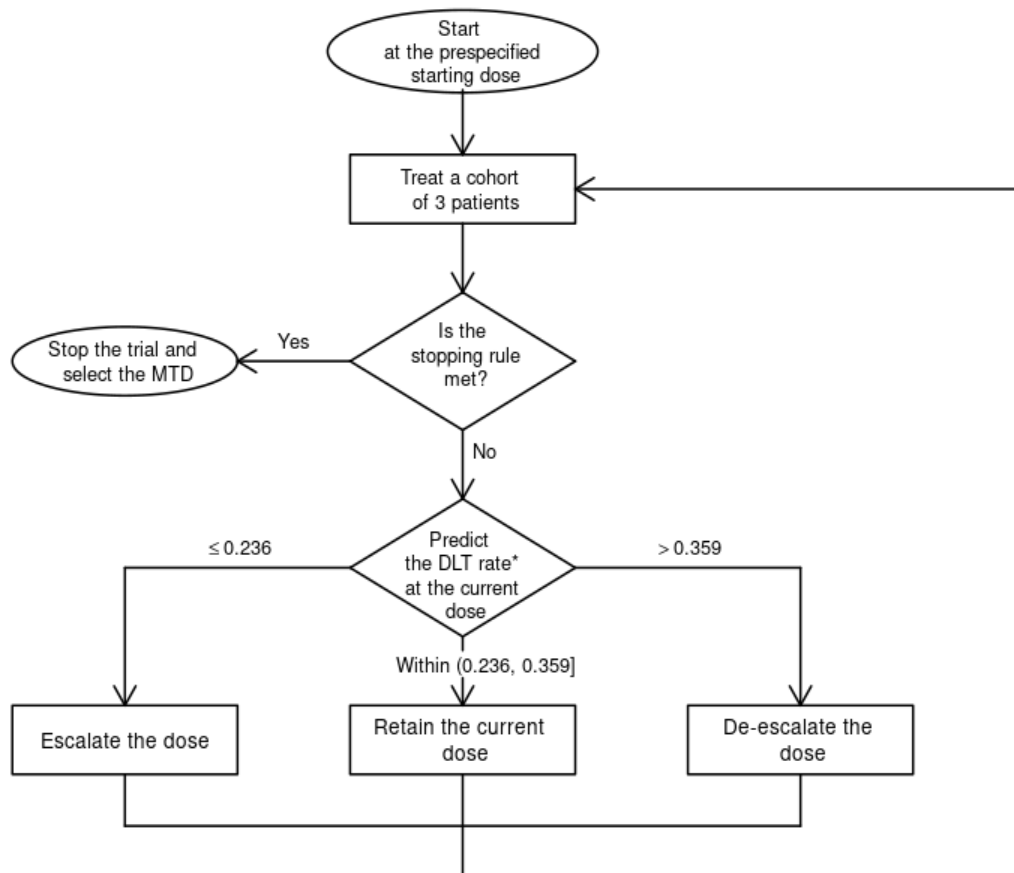 Start
at the prespecified
starting dose
Treat a cohort
of 3 patients
Is the
stopping rule
met?
Yes
Stop the trial and
select the MTD
No
Predict
the DLT rate*
at the current
dose
≤ 0.236
> 0.359
Within (0.236, 0.359]
Escalate the dose
Retain the current
dose
De-escalate the
dose